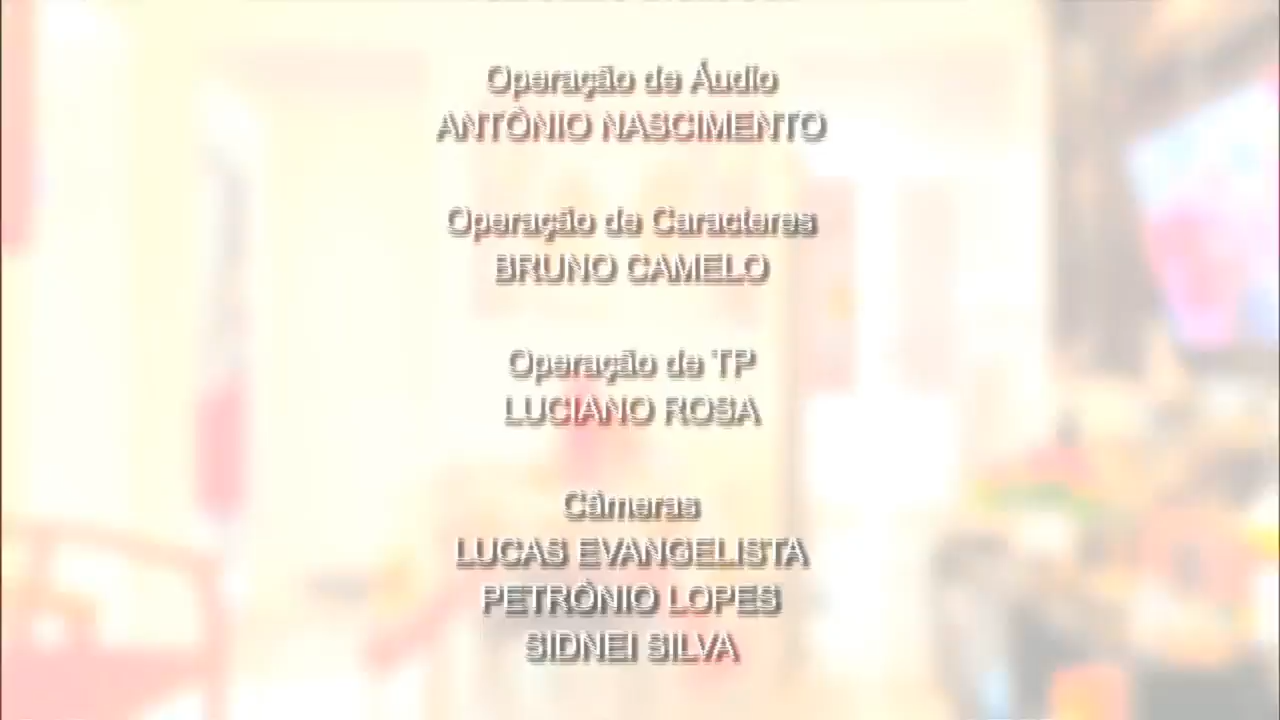 Operação de Áudio
ANTÔNIO NASCIMENTO
Operação de Caracteres
BRUNO CAMELO
Operação de TP
LUCIANO ROSA
Câmeras
LUCAS EVANGELISTA
PETRÔNIO LOPES
SIDNEI SILVA